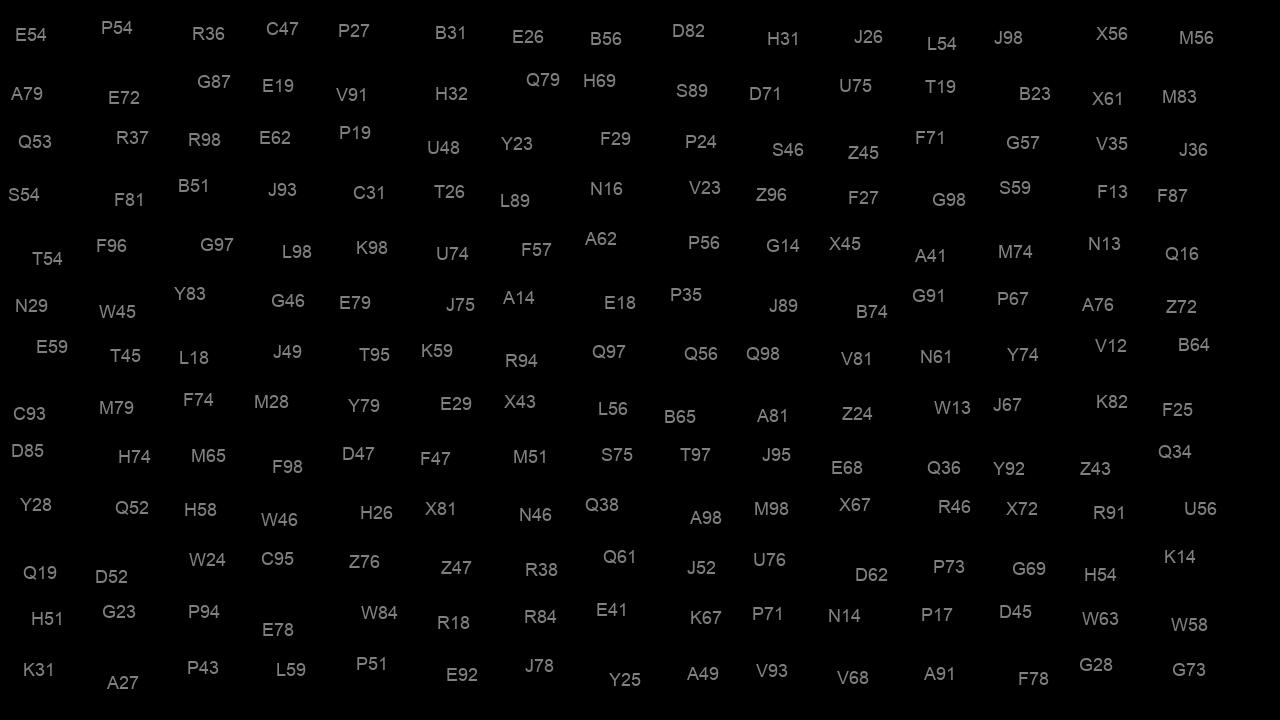 E54 P54 R36 C47 P27 B31 E26 B56 D82 H31 J26 L54 J98 X56 M56
A79 E72 G87 E19 V91 H32 Q79 H69 S89 D71 U75 T19 B23 X61 M83
Q53 R37 R98 E62 P19 U48 Y23 F29 P24 S46 Z45 F71 G57 V35 J36
S54 F81 B51 J93 C31 T26 L89 N16 V23 Z96 F27 G98 S59 F13 F87
T54 F96 G97 L98 K98 U74 F57 A62 P56 G14 X45 A41 M74 N13 Q16
N29 W45 Y83 G46 E79 J75 A14 E18 P35 J89 B74 G91 P67 A76 Z72
E59 T45 L18 J49 T95 K59 R94 Q97 Q56 Q98 V81 N61 Y74 V12 B64
C93 M79 F74 M28 Y79 E29 X43 L56 B65 A81 Z24 W13 J67 K82 F25
D85 H74 M65 F98 D47 F47 M51 S75 T97 J95 E68 Q36 Y92 Z43 Q34
Y28 Q52 H58 W46 H26 X81 N46 Q38 A98 M98 X67 R46 X72 R91 U56
Q19 D52 W24 C95 Z76 Z47 R38 Q61 J52 U76 D62 P73 G69 H54 K14
H51 G23 P94 E78 W84 R18 R84 E41 K67 P71 N14 P17 D45 W63 W58
K31 A27 P43 L59 P51 E92 J78 Y25 A49 V93 V68 A91 F78 G28 G73